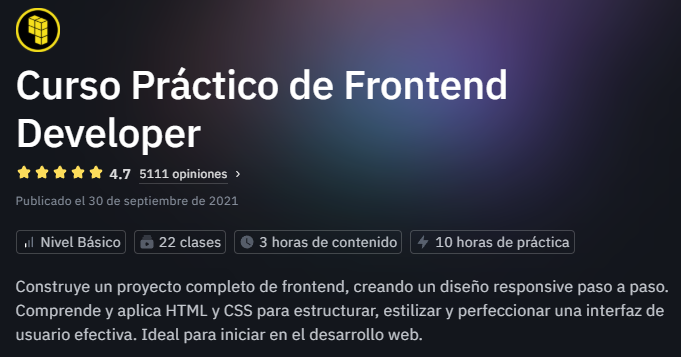 Curso Práctico de Frontend
Developer
4.7 5111 opiniones
Publicado el 30 de septiembre de 2021
Nivel Básico 22 clases 3 horas de contenido 10 horas de práctica
Construye un proyecto completo de frontend, creando un diseño responsive paso a paso.
Comprende y aplica HTML y CSS para estructurar, estilizar y perfeccionar una interfaz de
usuario efectiva. Ideal para iniciar en el desarrollo web.